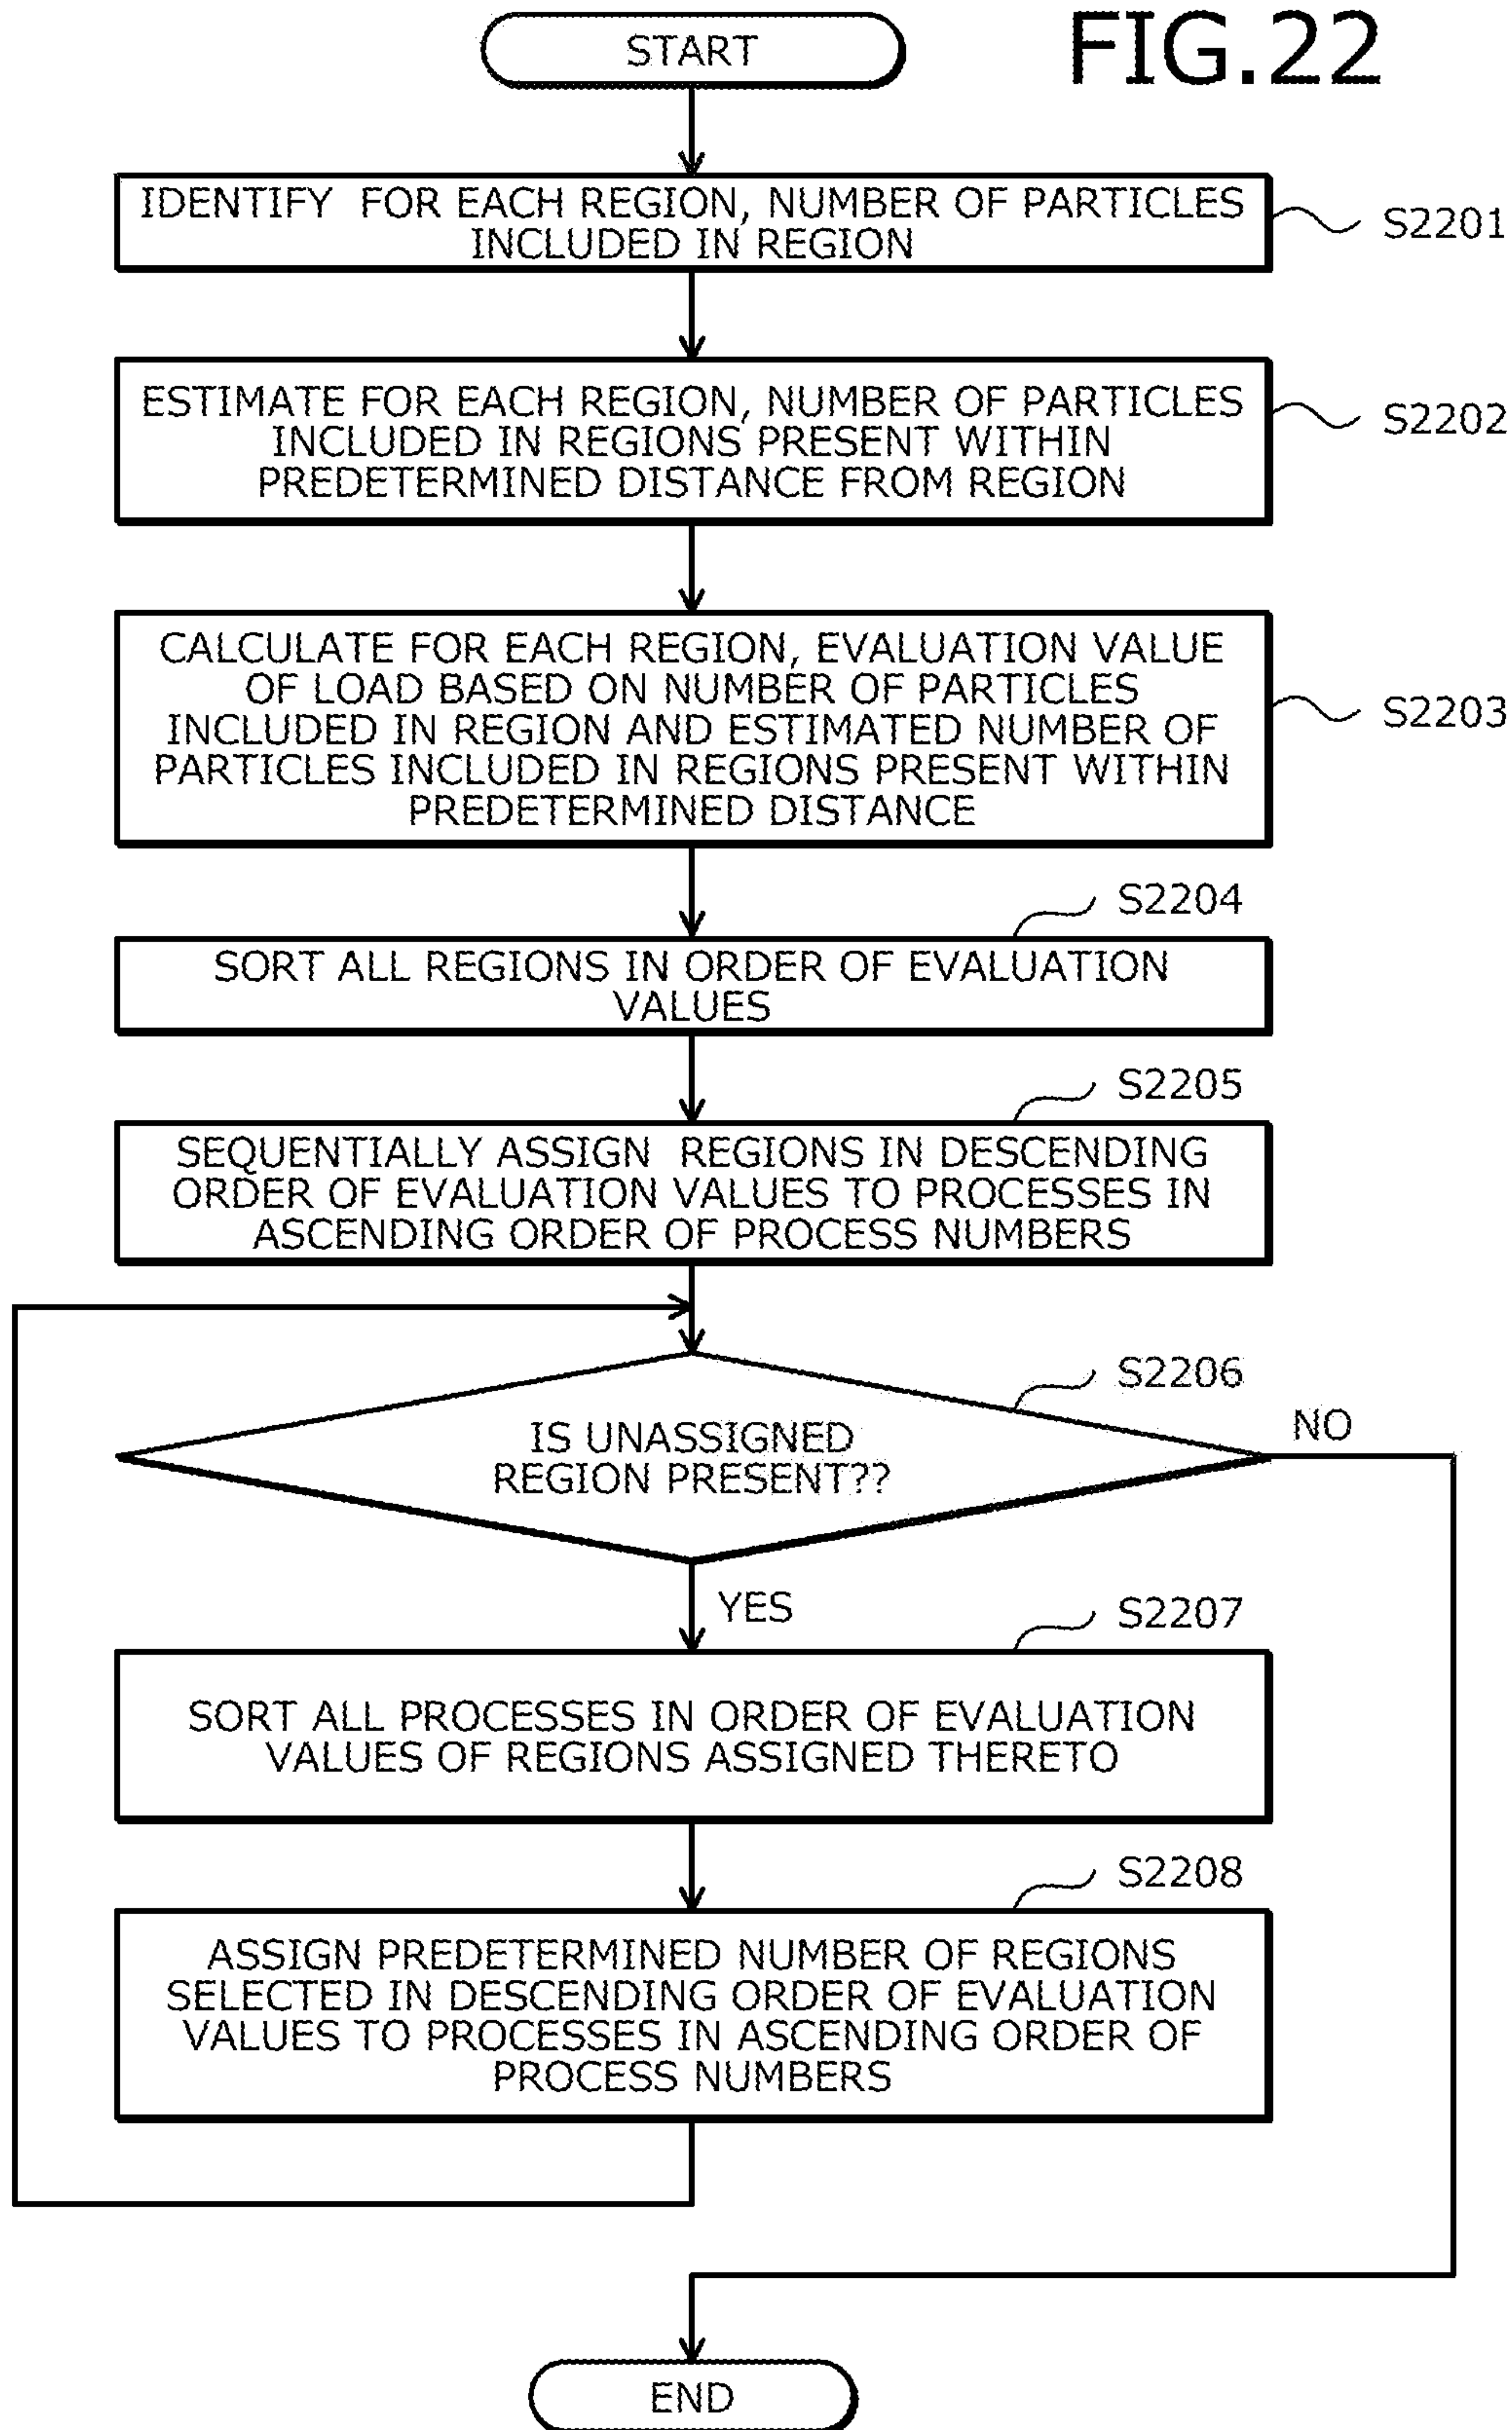 FIG.22
START
IDENTIFY FOR EACH REGION, NUMBER OF PARTICLES
INCLUDED IN REGION
S2201
ESTIMATE FOR EACH REGION, NUMBER OF PARTICLES
INCLUDED IN REGIONS PRESENT WITHIN
PREDETERMINED DISTANCE FROM REGION
S2202
CALCULATE FOR EACH REGION, EVALUATION VALUE
OF LOAD BASED ON NUMBER OF PARTICLES
INCLUDED IN REGION AND ESTIMATED NUMBER OF
PARTICLES INCLUDED IN REGIONS PRESENT WITHIN
PREDETERMINED DISTANCE
S2203
S2204
SORT ALL REGIONS IN ORDER OF EVALUATION
VALUES
S2205
SEQUENTIALLY ASSIGN REGIONS IN DESCENDING
ORDER OF EVALUATION VALUES TO PROCESSES IN
ASCENDING ORDER OF PROCESS NUMBERS
S2206
IS UNASSIGNED
REGION PRESENT??
NO
YES
S2207
SORT ALL PROCESSES IN ORDER OF EVALUATION
VALUES OF REGIONS ASSIGNED THERETO
S2208
ASSIGN PREDETERMINED NUMBER OF REGIONS
SELECTED IN DESCENDING ORDER OF EVALUATION
VALUES TO PROCESSES IN ASCENDING ORDER OF
PROCESS NUMBERS
END